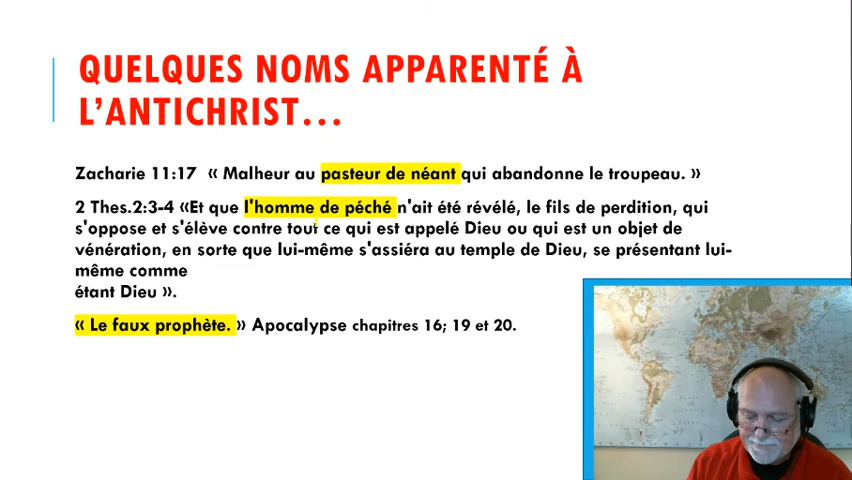 QUELQUES NOMS APPARENTÉ À
L'ANTICHRIST...
Zacharie 11:17 « Malheur au pasteur de néant qui abandonne le troupeau. »
2 Thes.2:3-4 «Et que l'homme de péché n'ait été révélé, le fils de perdition, qui
s'oppose et s'élève contre tout ce qui est appelé Dieu ou qui est un objet de
vénération, en sorte que lui-même s'assiéra au temple de Dieu, se présentant lui-
même comme
étant Dieu ».
« Le faux prophète. » Apocalypse chapitres 16; 19 et 20.